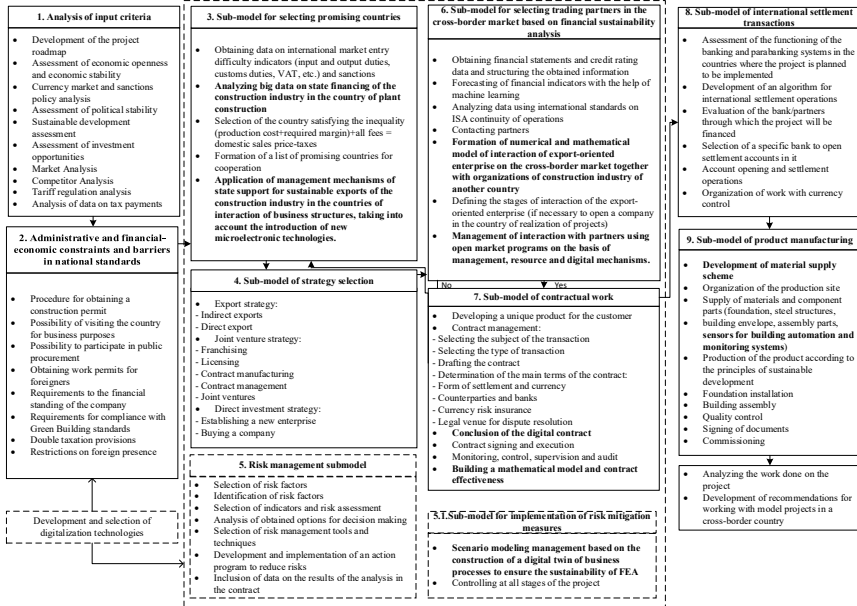 1. Analysis of input criteria
• Development of the project
roadmap
• Assessment of economic openness
and economic stability
• Currency market and sanctions
policy analysis
• Assessment of political stability
• Sustainable development
assessment
• Assessment of investment
opportunities
• Market Analysis
• Competitor Analysis
• Tariff regulation analysis
• Analysis of data on tax payments
2. Administrative and financial-
economic constraints and barriers
in national standards
• Procedure for obtaining a
construction permit
• Possibility of visiting the country
for business purposes
• Possibility to participate in public
procurement
• Obtaining work permits for
foreigners
• Requirements to the financial
standing of the company
• Requirements for compliance with
Green Building standards
• Double taxation provisions
• Restrictions on foreign presence
Development and selection of
digitalization technologies
3. Sub-model for selecting promising
countries
• Obtaining data on international market entry
difficulty indicators (input and output duties,
customs duties, VAT, etc.) and sanctions
• Analyzing big data on state financing of the
construction industry in the country of plant
construction
• Selection of the country satisfying the inequality
(production cost+required margin)+all fees =
domestic sales price-taxes
• Formation of a list of promising countries for
cooperation
• Application of management mechanisms of
state support for sustainable exports of the
construction industry in the countries of
interaction of business structures, taking into
account the introduction of new
microelectronic technologies.
4. Sub-model of strategy selection
• Export strategy:
- Indirect exports
- Direct export
• Joint venture strategy:
- Franchising
- Licensing
- Contract manufacturing
- Contract management
- Joint ventures
• Direct investment strategy:
- Establishing a new enterprise
- Buying a company
5. Risk management submodel
• Selection of risk factors
• Identification of risk factors
• Selection of indicators and risk assessment
• Analysis of obtained options for decision making
• Selection of risk management tools and
techniques
• Development and implementation of an action
program to reduce risks
• Inclusion of data on the results of the analysis in
the contract
6. Sub-model for selecting trading partners in the
cross-border market based on financial sustainability
analysis
• Obtaining financial statements and credit rating
data and structuring the obtained information
• Forecasting of financial indicators with the help of
machine learning
• Analyzing data using international standards on
ISA continuity of operations
• Contacting partners
• Formation of numerical and mathematical
model of interaction of export-oriented
enterprise on the cross-border market together
with organizations of construction industry of
another country
• Defining the stages of interaction of the export-
oriented enterprise (if necessary to open a company
in the country of realization of projects)
• Management of interaction with partners using
open market programs on the basis of
management, resource and digital mechanisms.
No Yes
7. Sub-model of contractual work
• Developing a unique product for the customer
• Contract management:
- Selecting the subject of the transaction
- Selecting the type of transaction
- Drafting the contract
- Determination of the main terms of the contract:
- Form of settlement and currency
- Counterparties and banks
- Currency risk insurance
- Legal venue for dispute resolution
• Conclusion of the digital contract
• Contract signing and execution
• Monitoring, control, supervision and audit
• Building a mathematical model and contract
effectiveness
5.1.Sub-model for implementation of risk mitigation
measures
• Scenario modeling management based on the
construction of a digital twin of business
processes to ensure the sustainability of FEA
• Controlling at all stages of the project
8. Sub-model of international settlement
transactions
• Assessment of the functioning of the
banking and parabanking systems in the
countries where the project is planned
to be implemented
• Development of an algorithm for
international settlement operations
• Evaluation of the bank/partners
through which the project will be
financed
• Selection of a specific bank to open
settlement accounts in it
• Account opening and settlement
operations
• Organization of work with currency
control
9. Sub-model of product manufacturing
• Development of material supply
scheme
• Organization of the production site
• Supply of materials and component
parts (foundation, steel structures,
• building envelope, assembly parts,
sensors for building automation and
monitoring systems)
• Production of the product according to
the principles of sustainable
development
• Foundation installation
• Building assembly
• Quality control
• Signing of documents
• Commissioning
• Analyzing the work done on the
project
• Development of recommendations for
working with model projects in a
cross-border country